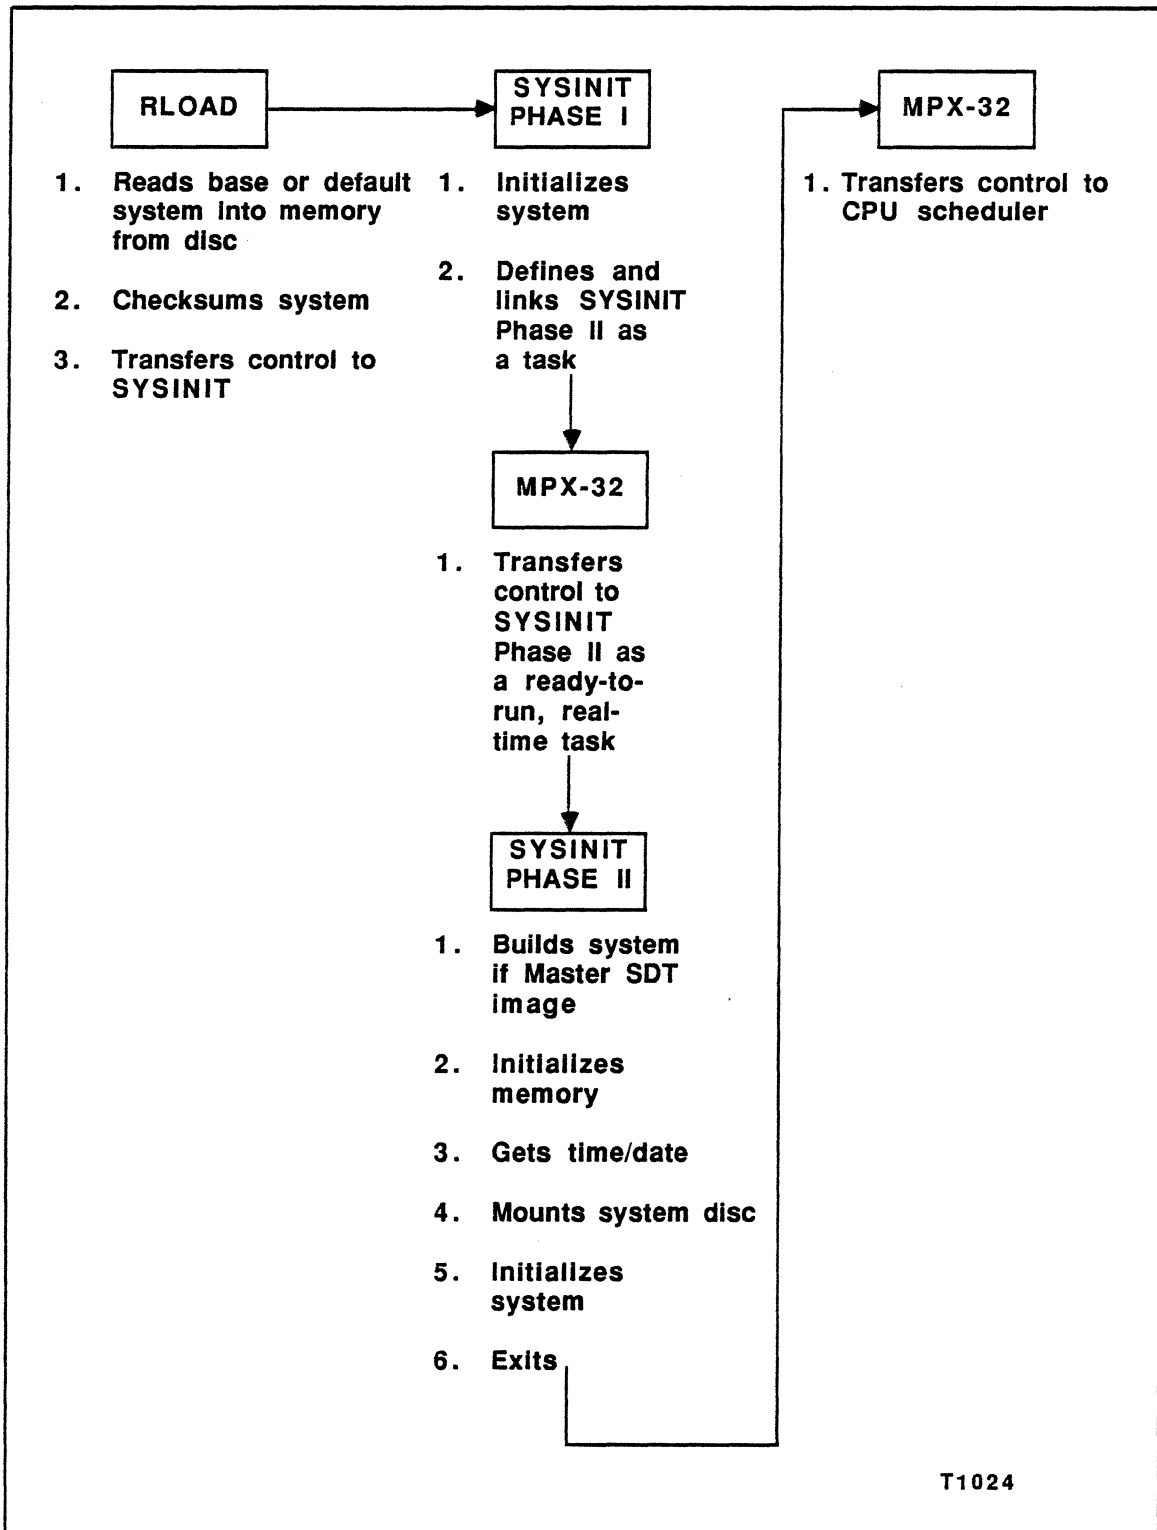 RLOAD
1. Reads base or default
system into memory
from disc
2. Checksums system
3. Transfers control to
SYSINIT
SYSINIT
PHASE I
1. Initializes
system
2. Defines and
links SYSINIT
Phase II as
a task
MPX-32
1. Transfers
control to
SYSINIT
Phase II as
a ready-to-
run, real-
time task
SYSINIT
PHASE II
1. Builds system
if Master SDT
image
2. Initializes
memory
3. Gets time/date
4. Mounts system disc
5. Initializes
system
6. Exits
MPX-32
1. Transfers control to
CPU scheduler
T1024